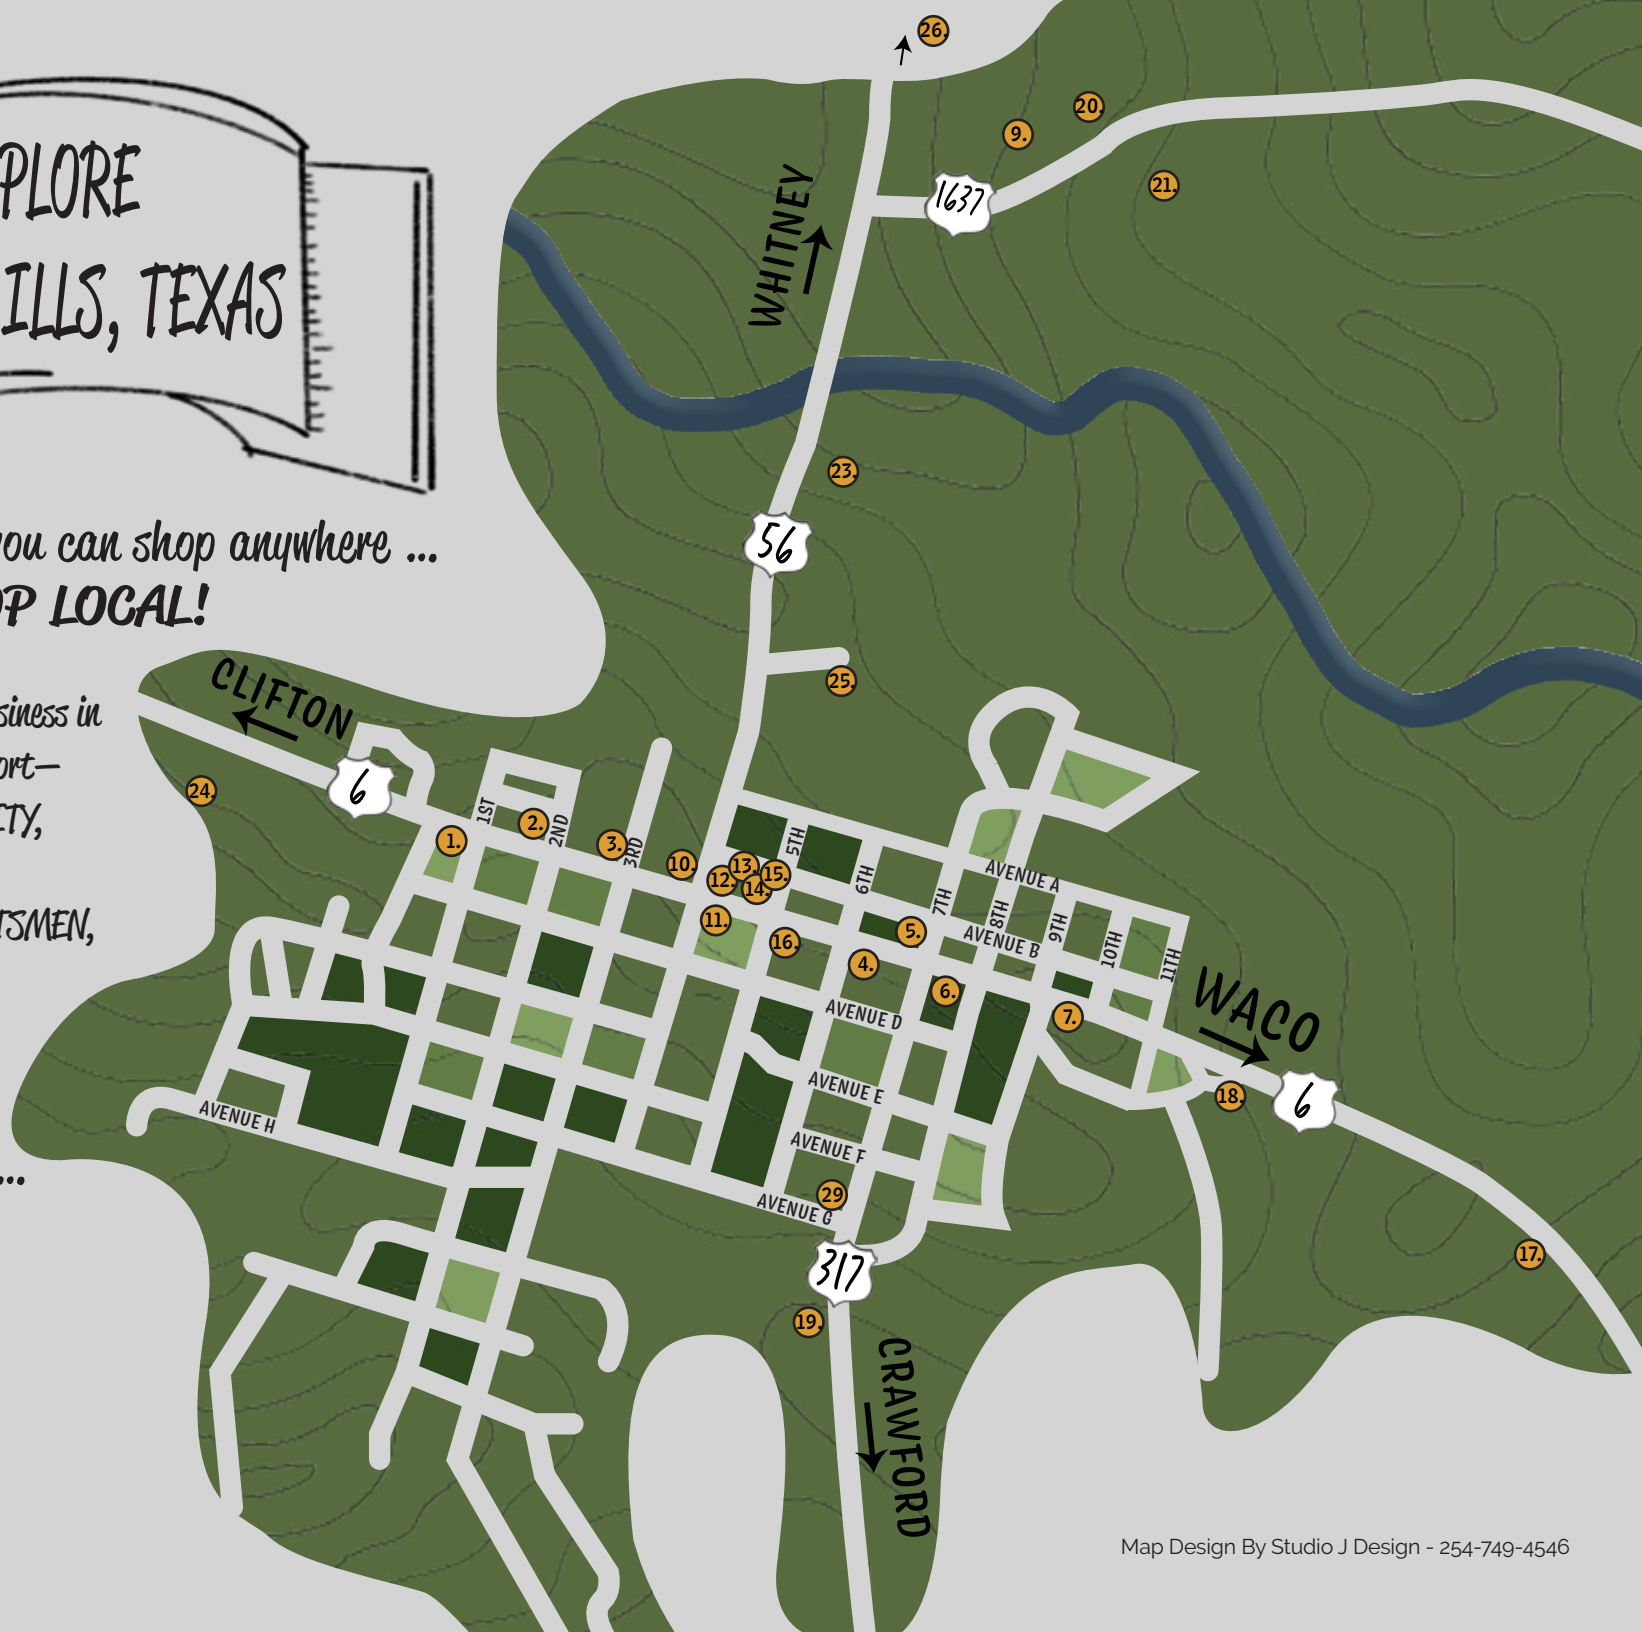 PLORE
ILLS, TEXAS
you can shop anywhere ...
OP LOCAL!
siness in
ort—
ITY,
TSMEN,
...
26.
20.
9.
21.
1637
WHITNEY
23.
56
25.
CLIFTON
6
24.
1ST
2.
2ND
1.
3.
3RD
10.
12.
13.
14.
15.
5TH
11.
16.
6TH
AVENUE A
7TH
8TH
9TH
10TH
11TH
5.
AVENUE B
4.
6.
7.
AVENUE D
WACO
6
18.
AVENUE E
AVENUE H
AVENUE F
29
AVENUE G
317
17.
19.
CRAWFORD
Map Design By Studio J Design - 254-749-4546